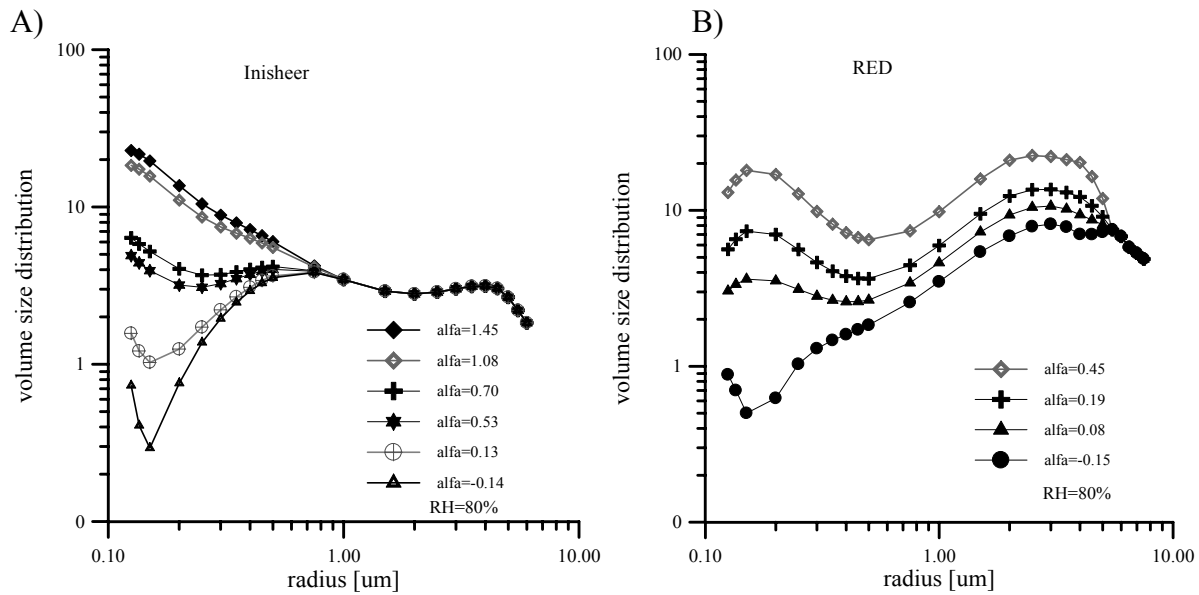 A)
Inisheer
100
10
1
0
volume size distribution
alfa=1.45
alfa=1.08
alfa=0.70
alfa=0.53
alfa=0.13
alfa=-0.14
RH=80%
0.10
1.00
10.00
radius [um]
B)
RED
100
10
1
0
volume size distribution
alfa=0.45
alfa=0.19
alfa=0.08
alfa=-0.15
RH=80%
0.10
1.00
10.00
radius [um]